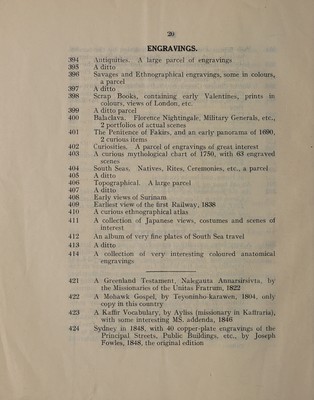 20
ENGRAVINGS.
394 Antiquities. A large parcel of engravings
395 A ditto
396 Savages and Ethnographical engravings, some in colours,
a parcel
397 A ditto
398 Scrap Books, containing early Valentines, prints in
colours, views of London, etc.
399 A ditto parcel
400 Balaclava. Florence Nightingale, Military Generals, etc.,
2 portfolios of actual scenes
401 The Penitence of Fakirs, and an early panorama of 1690,
2 curious items
402 Curiosities. A parcel of engravings of great interest
403 A curious mythological chart of 1750, with 63 engraved
scenes
404 South Seas. Natives, Rites, Ceremonies, etc., a parcel
405 A ditto
406 Topographical. A large parcel
407 A ditto
408 Early views of Surinam
409 Earliest view of the first Railway, 1838
410 A curious ethnographical atlas
411 A collection of Japanese views, costumes and scenes of
interest
412 An album of very fine plates of South Sea travel
413 A ditto
414 A collection of very interesting coloured anatomical
engravings
421 A Greenland Testament, Nalegauta Annarsirsivta, by
the Missionaries of the Unitas Fratrum, 1822
422 A Mohawk Gospel, by Teyoninho-karawen, 1804, only
copy in this country
423 A Kaffir Vocabulary, by Ayliss (missionary in Kaffraria),
with some interesting MS. addenda, 1846
424 Sydney in 1848, with 40 copper-plate engravings of the
Principal Streets, Public Buildings, etc., by Joseph
Fowles, 1848, the original edition